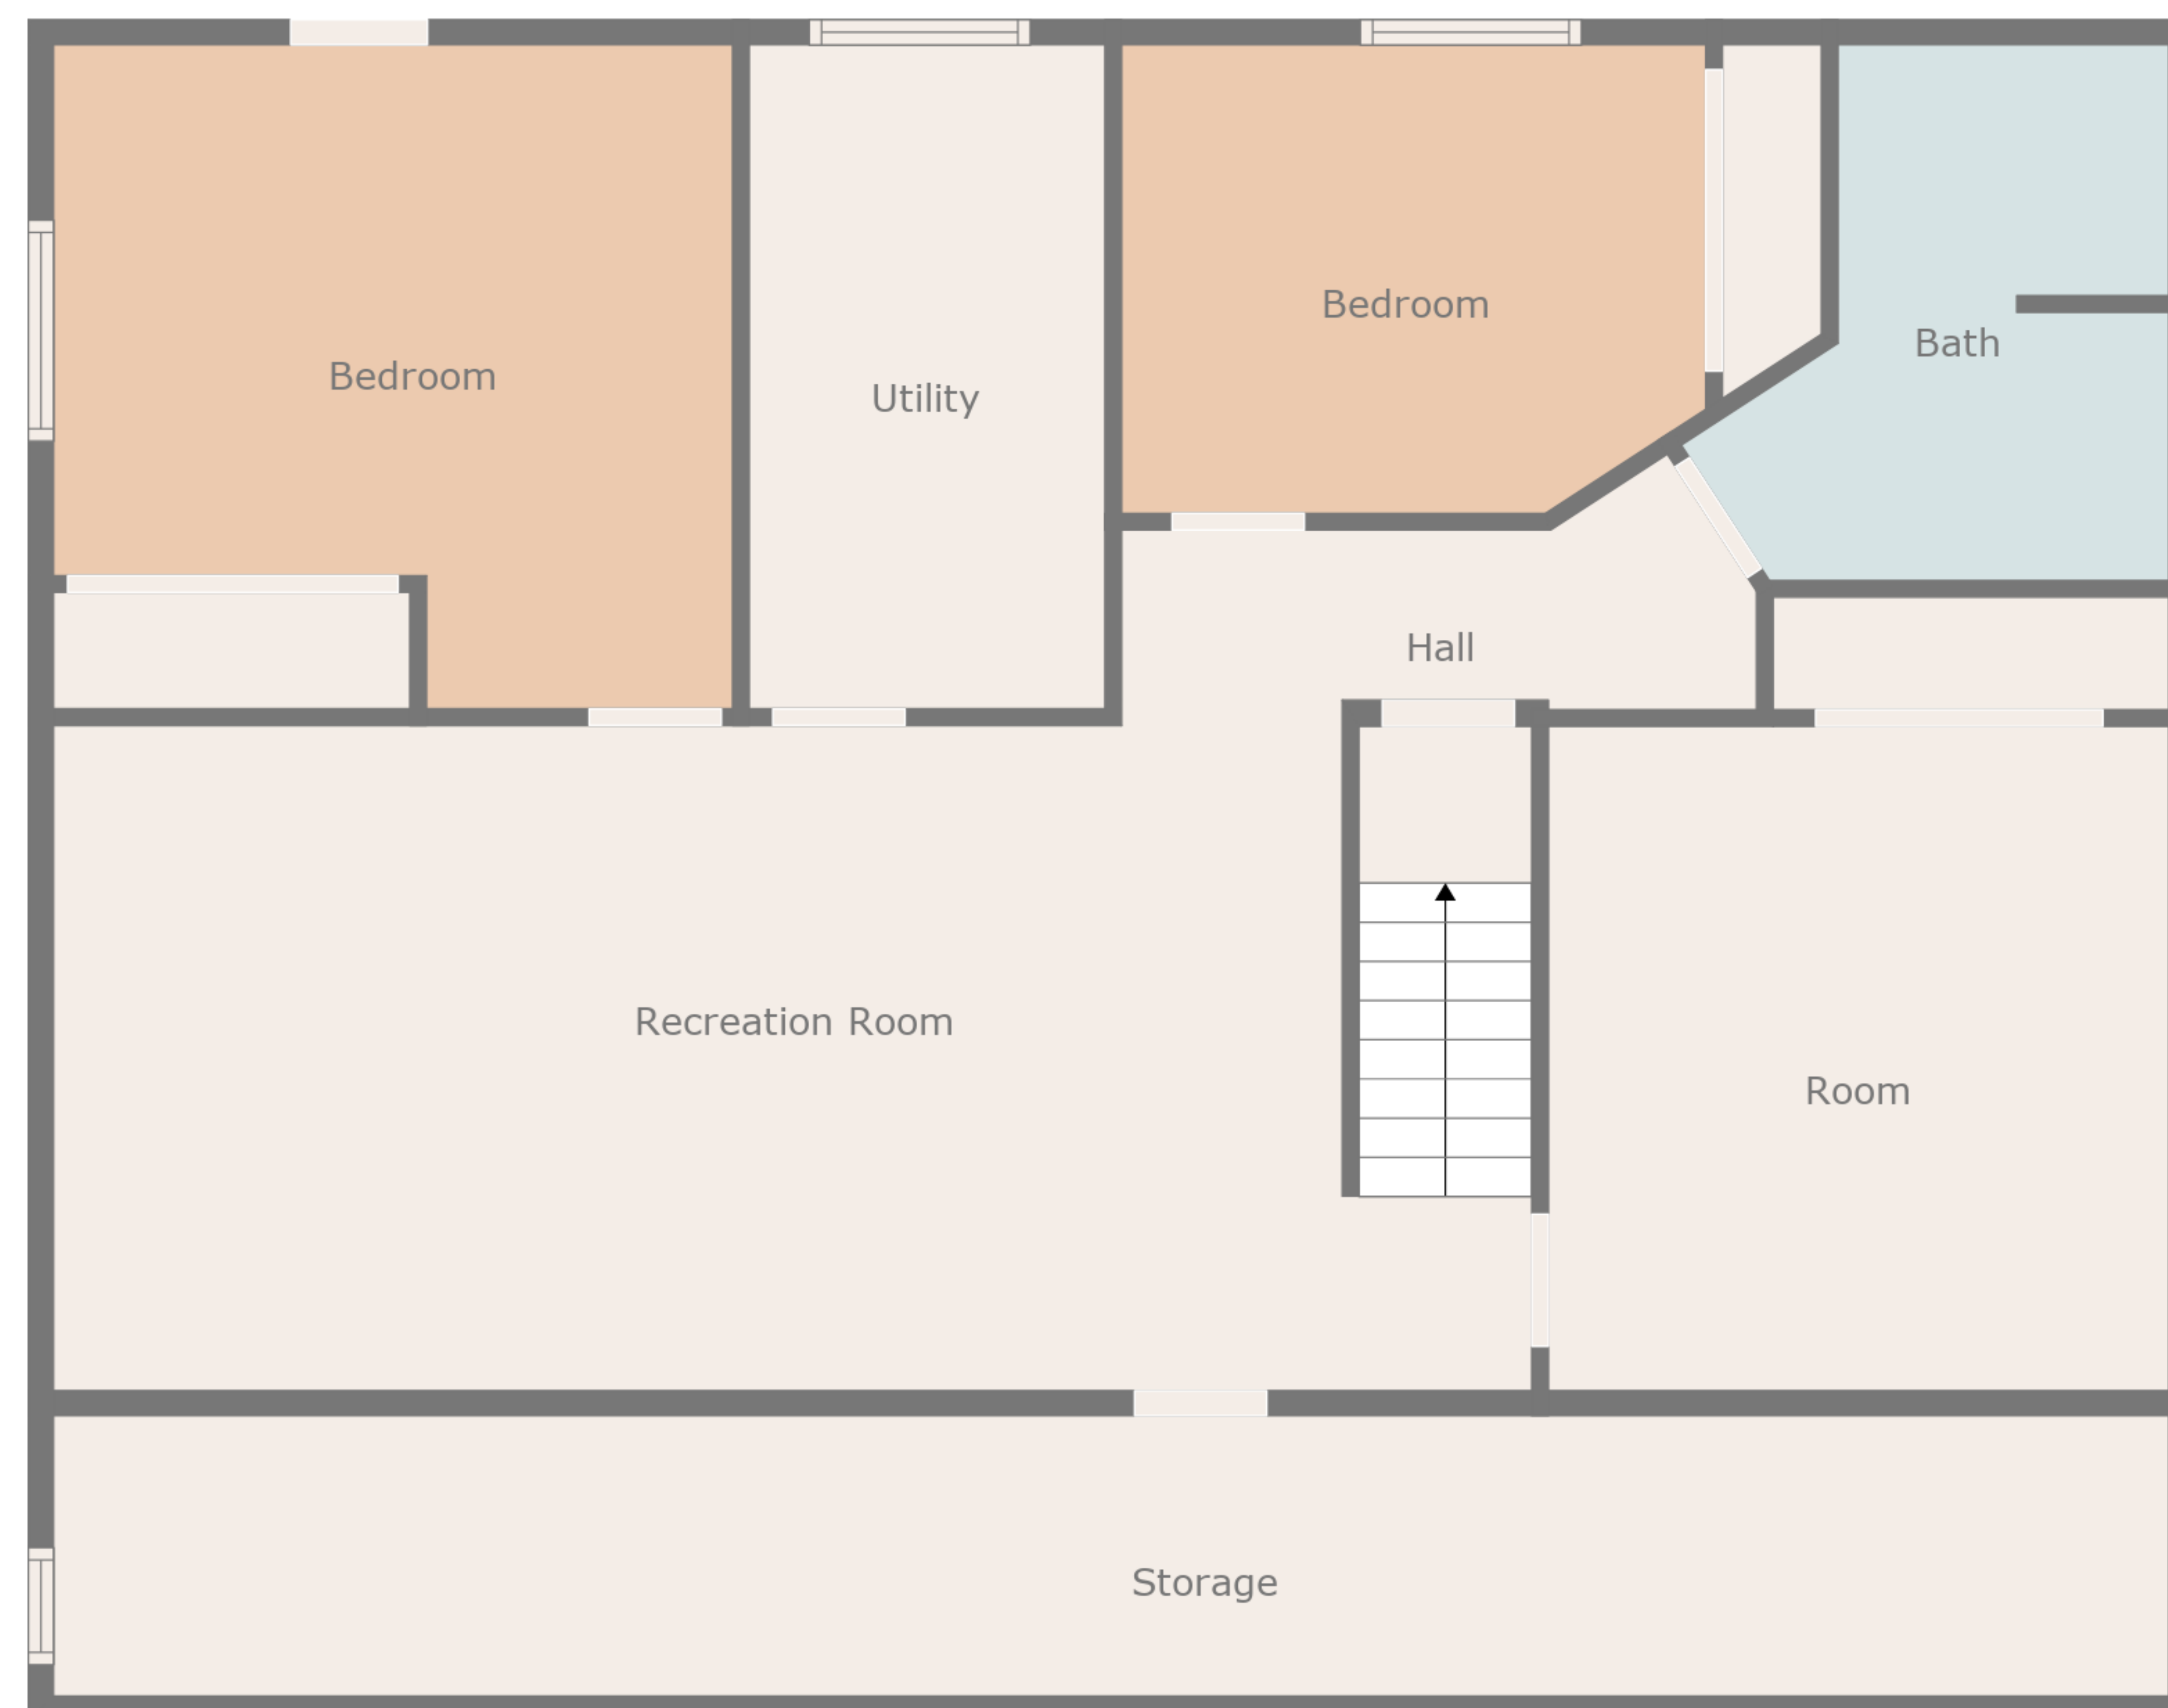 Bedroom
Bedroom
Bath
Utility
Hall
Recreation Room
Room
Storage